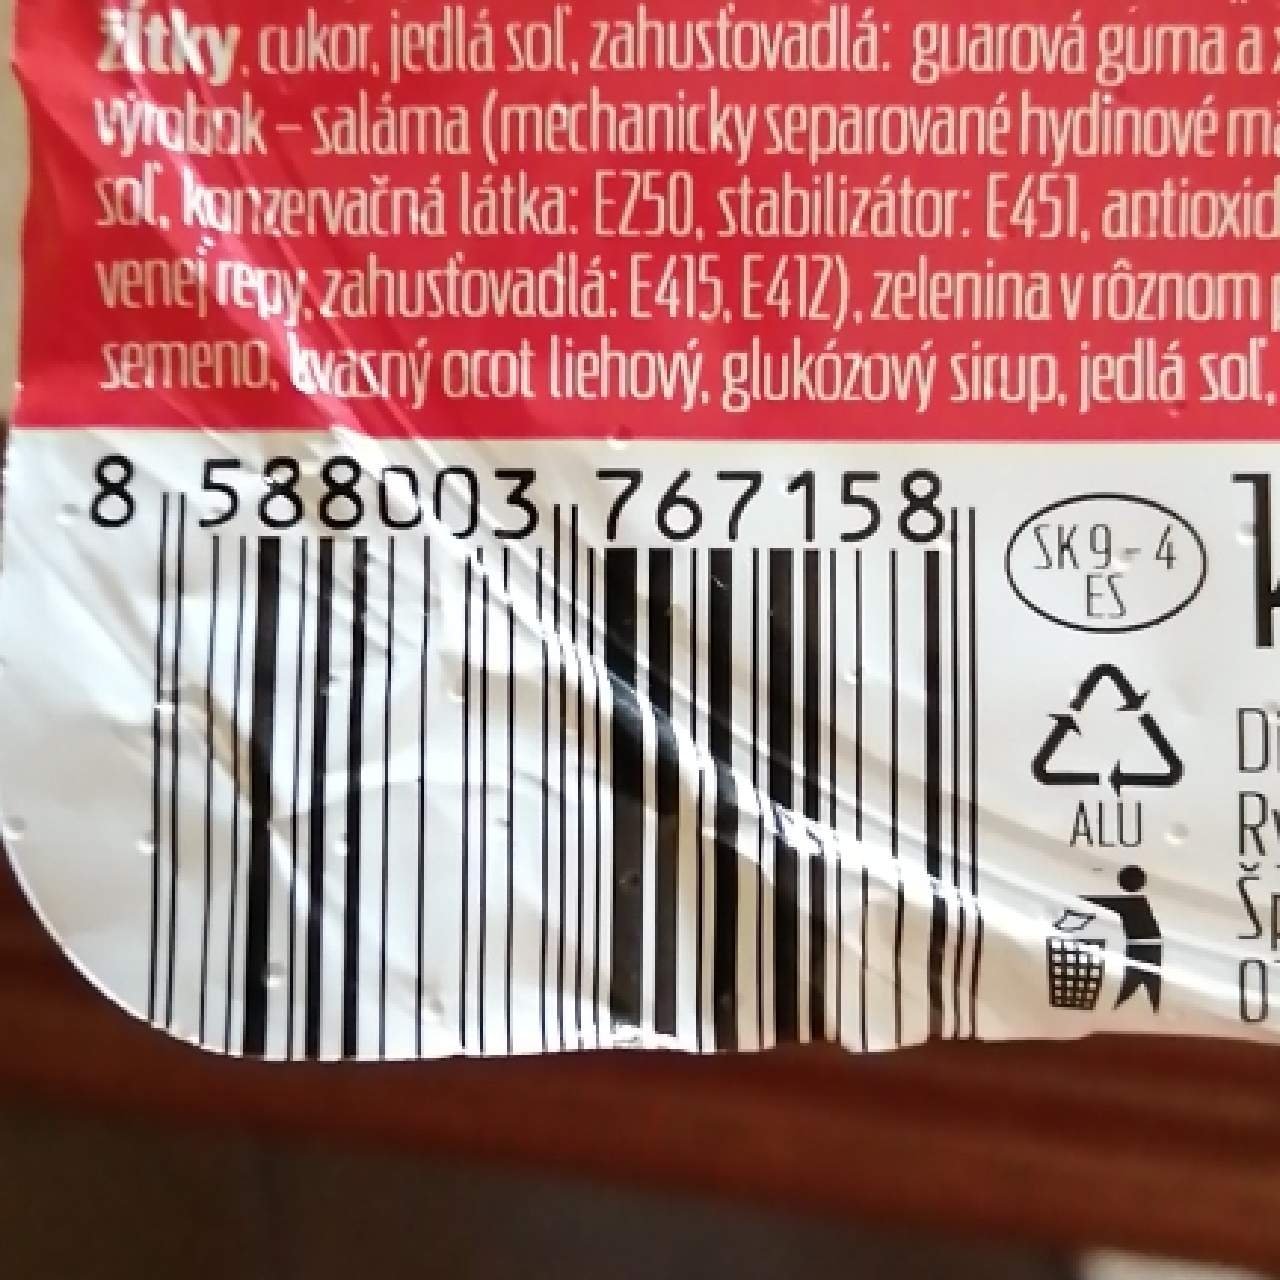 žĺtky, cukor, jedlá soľ, zahusťovadlá: guarová guma a
výrobok – saláma (mechanicky separované hydinové
soľ, konzervačná látka: E250, stabilizátor: E451, antioxid
venej repy, zahusťovadlá: E415, E412), zelenina v rôznom
semeno, kvasný ocot liehový, glukózový sirup, jedlá soľ,
8 588003 767158
SK 9-4
ES
ALU